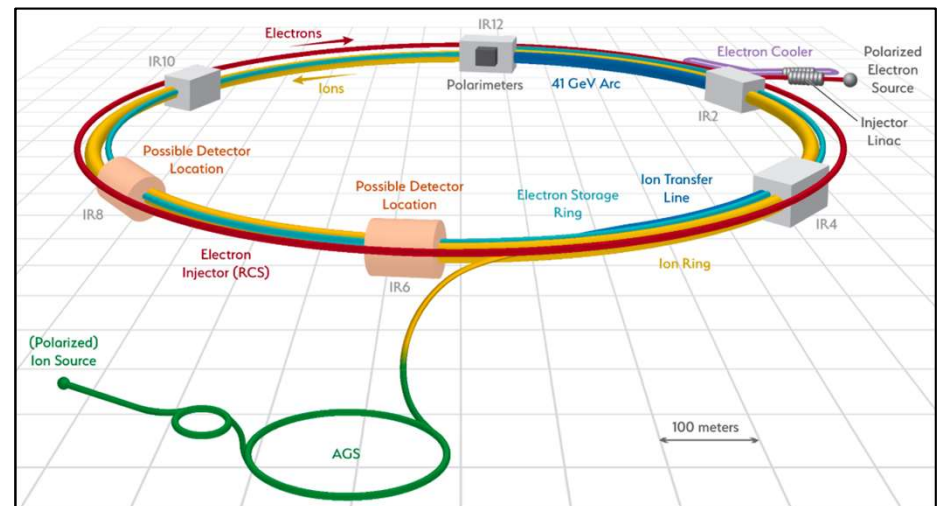 IR12
Electrons
Electron Cooler
Polarized
Electron
Source
IR10
Ions
Polarimeters
41 GeV Arc
IR2
Injector
Linac
Possible Detector
Location
Possible Detector
Location
Electron Storage
Ring
Ion Transfer
Line
IR8
IR4
Electron
Injector (RCS)
Ion Ring
IR6
(Polarized)
Ion Source
100 meters
AGS